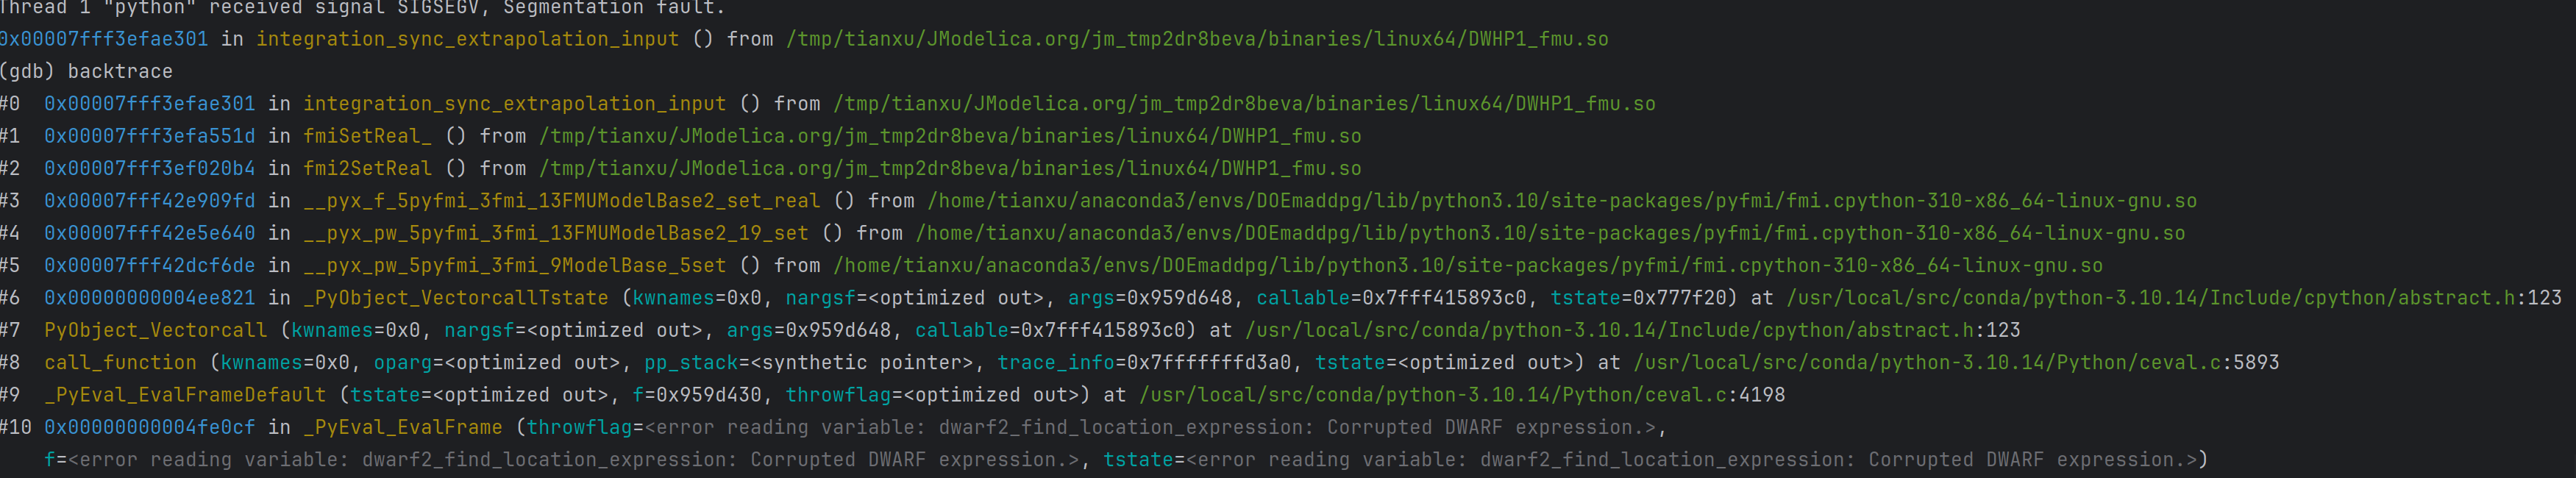 Thread 1 "python" received signal SIGSEGV, Segmentation fault.
0x00007fff3efae301 in integration_sync_extrapolation_input () from /tmp/tianxu/JModelica.org/jm_tmp2dr8beva/binaries/linux64/DWHP1_fmu.so
(gdb) backtrace
#0  0x00007fff3efae301 in integration_sync_extrapolation_input () from /tmp/tianxu/JModelica.org/jm_tmp2dr8beva/binaries/linux64/DWHP1_fmu.so
#1  0x00007fff3efa551d in fmiSetReal_ () from /tmp/tianxu/JModelica.org/jm_tmp2dr8beva/binaries/linux64/DWHP1_fmu.so
#2  0x00007fff3ef020b4 in fmi2SetReal () from /tmp/tianxu/JModelica.org/jm_tmp2dr8beva/binaries/linux64/DWHP1_fmu.so
#3  0x00007fff42e909fd in __pyx_f_5pyfmi_3fmi_13FMUModelBase2_set_real () from /home/tianxu/anaconda3/envs/DOEmaddpg/lib/python3.10/site-packages/pyfmi/fmi.cpython-310-x86_64-linux-gnu.so
#4  0x00007fff42e5e640 in __pyx_pw_5pyfmi_3fmi_13FMUModelBase2_19_set () from /home/tianxu/anaconda3/envs/DOEmaddpg/lib/python3.10/site-packages/pyfmi/fmi.cpython-310-x86_64-linux-gnu.so
#5  0x00007fff42dcf6de in __pyx_pw_5pyfmi_3fmi_9ModelBase_5set () from /home/tianxu/anaconda3/envs/DOEmaddpg/lib/python3.10/site-packages/pyfmi/fmi.cpython-310-x86_64-linux-gnu.so
#6  0x00000000004ee821 in _PyObject_VectorcallTstate (kwnames=0x0, nargsf=<optimized out>, args=0x959d648, callable=0x7fff415893c0, tstate=0x777f20) at /usr/local/src/conda/python-3.10.14/Include/cpython/abstract.h:123
#7  PyObject_Vectorcall (kwnames=0x0, nargsf=<optimized out>, args=0x959d648, callable=0x7fff415893c0) at /usr/local/src/conda/python-3.10.14/Include/cpython/abstract.h:123
#8  call_function (kwnames=0x0, oparg=<optimized out>, pp_stack=<synthetic pointer>, trace_info=0x7fffffffd3a0, tstate=<optimized out>) at /usr/local/src/conda/python-3.10.14/Python/ceval.c:5893
#9  _PyEval_EvalFrameDefault (tstate=<optimized out>, f=0x959d430, throwflag=<optimized out>) at /usr/local/src/conda/python-3.10.14/Python/ceval.c:4198
#10 0x00000000004fe0cf in _PyEval_EvalFrame (throwflag=<error reading variable: dwarf2_find_location_expression: Corrupted DWARF expression.>,
    f=<error reading variable: dwarf2_find_location_expression: Corrupted DWARF expression.>, tstate=<error reading variable: dwarf2_find_location_expression: Corrupted DWARF expression.>)